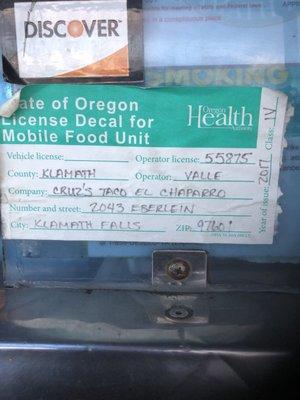 DISCOVER
SMOKING
State of Oregon
License Decal for
Mobile Food Unit
Oregon
Health
Authority
Vehicle license: Operator license: 55875
County: KLAMATH Operator: VALLE
Company: CRUZ'S TACO EL CHAPARRO
Number and street: 2043 EBERLEIN
City: KLAMATH FALLS ZIP: 97601
Year of issue: 2017 Class: IV